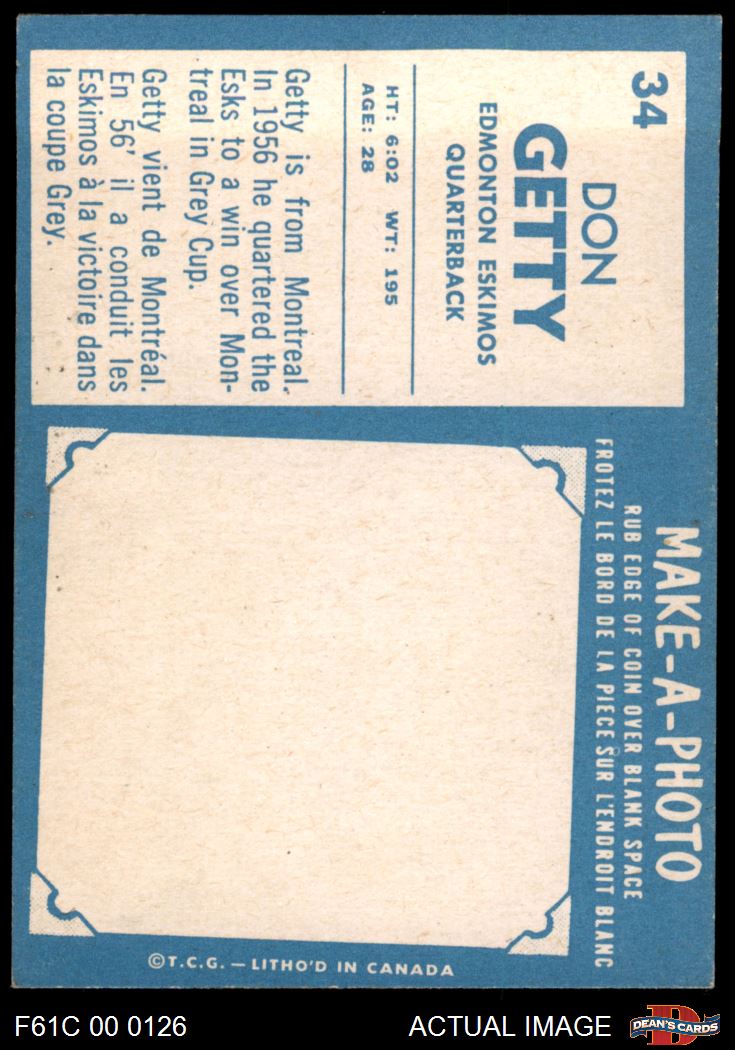 34
DON
GETTY
EDMONTON ESKIMOS
QUARTERBACK
HT: 6:02 WT: 195
AGE: 28
Getty is from Montreal.
In 1956 he quartered the
Esks to a win over Mon-
treal in Grey Cup.
Getty vient de Montréal.
En 56' il a conduit les
Eskimos à la victoire dans
la coupe Grey.
MAKE-A-PHOTO
RUB EDGE OF COIN OVER BLANK SPACE
FROTEZ LE BORD DE LA PIECE SUR L'ENDROIT BLANC
©T.C.G. — LITHO'D IN CANADA
F61C 00 0126
ACTUAL IMAGE
D
DEAN'S CARDS